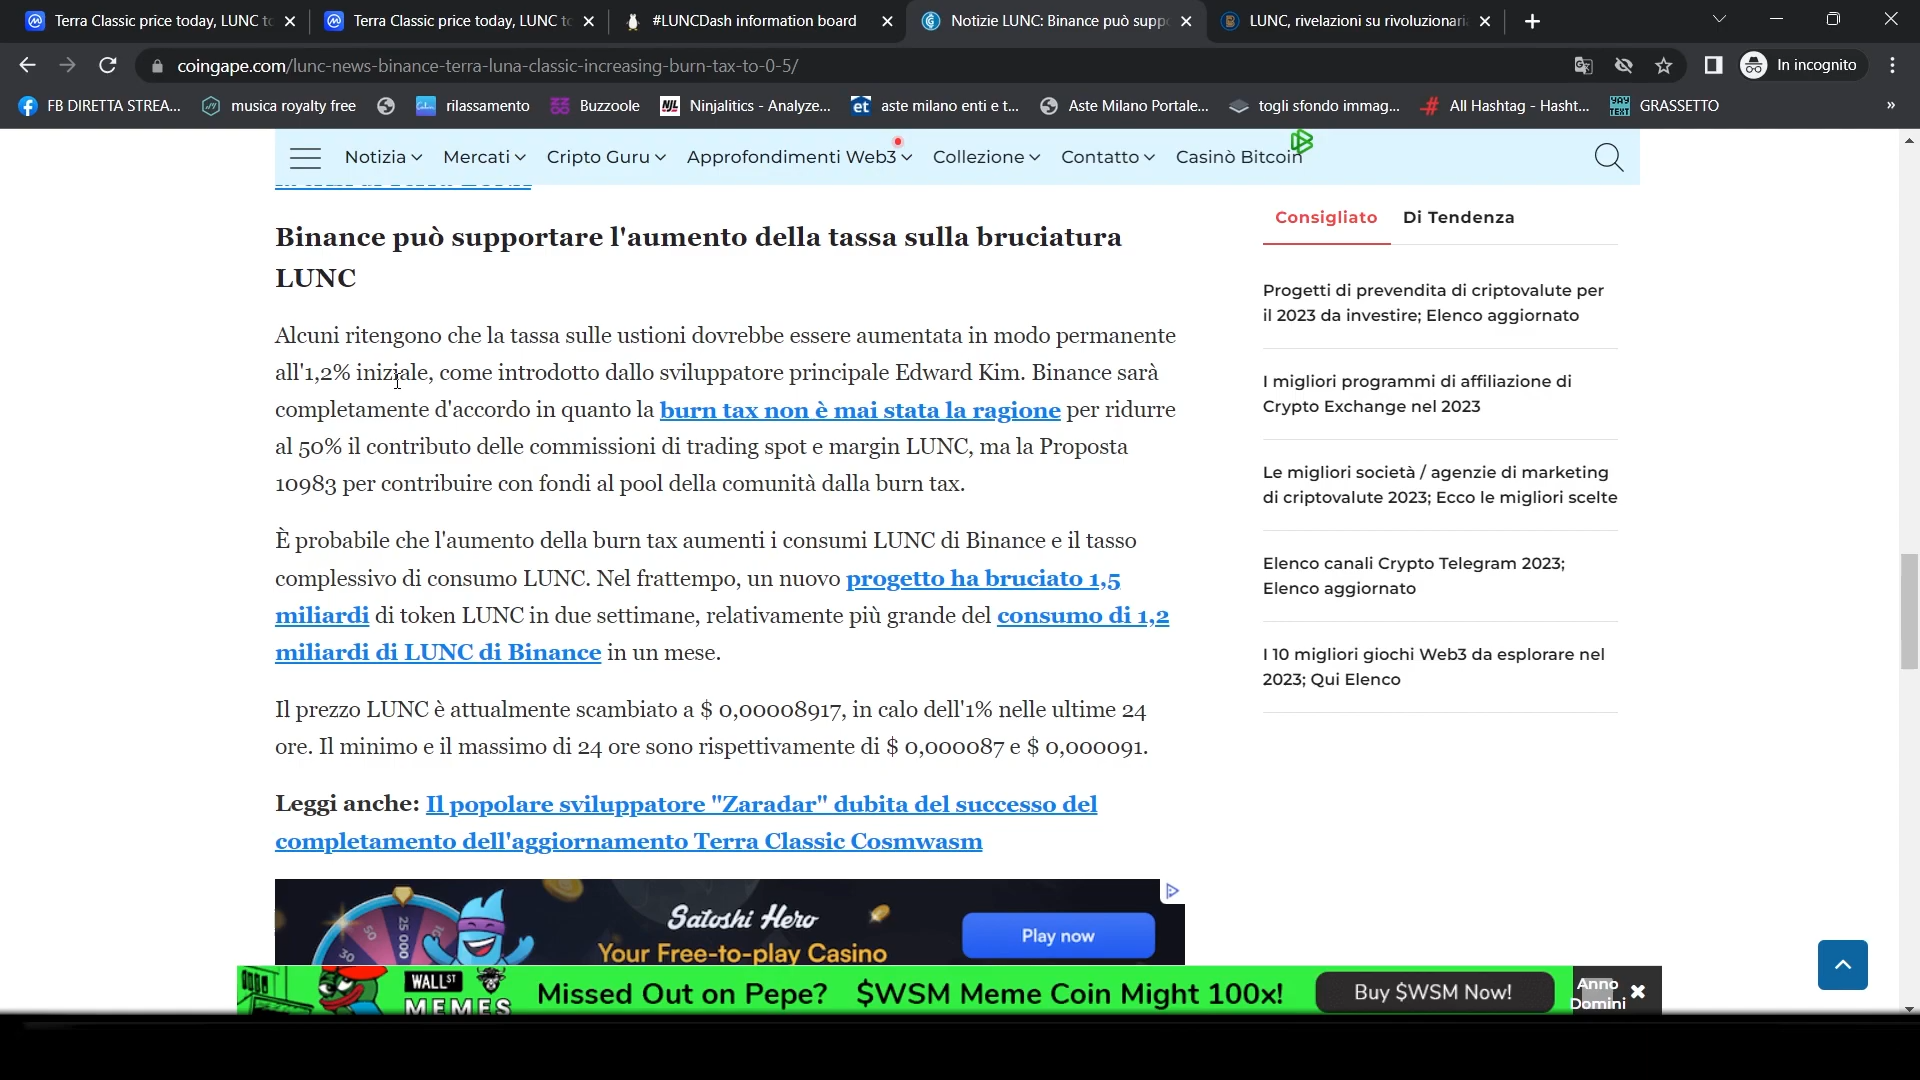 Terra Classic price today, LUNC to
Terra Classic price today, LUNC to
#LUNCDash information board
Notizie LUNC: Binance può suppo
LUNC, rivelazioni su rivoluzionaria
coingape.com/lunc-news-binance-terra-luna-classic-increasing-burn-tax-to-0-5/
In incognito
FB DIRETTA STREA...
musica royalty free
rilassamento
Buzzoole
Ninjalitics - Analyze...
aste milano enti e t...
Aste Milano Portale...
togli sfondo immag...
All Hashtag - Hasht...
GRASSETTO
»
Notizia
Mercati
Cripto Guru
Approfondimenti Web3
Collezione
Contatto
Casinò Bitcoin
Binance può supportare l'aumento della tassa sulla bruciatura
LUNC
Alcuni ritengono che la tassa sulle ustioni dovrebbe essere aumentata in modo permanente
all'1,2% iniziale, come introdotto dallo sviluppatore principale Edward Kim. Binance sarà
completamente d'accordo in quanto la burn tax non è mai stata la ragione per ridurre
al 50% il contributo delle commissioni di trading spot e margin LUNC, ma la Proposta
10983 per contribuire con fondi al pool della comunità dalla burn tax.
È probabile che l'aumento della burn tax aumenti i consumi LUNC di Binance e il tasso
complessivo di consumo LUNC. Nel frattempo, un nuovo progetto ha bruciato 1,5
miliardi di token LUNC in due settimane, relativamente più grande del consumo di 1,2
miliardi di LUNC di Binance in un mese.
Il prezzo LUNC è attualmente scambiato a $ 0,00008917, in calo dell'1% nelle ultime 24
ore. Il minimo e il massimo di 24 ore sono rispettivamente di $ 0,000087 e $ 0,000091.
Leggi anche: Il popolare sviluppatore "Zaradar" dubita del successo del
completamento dell'aggiornamento Terra Classic Cosmwasm
Consigliato
Di Tendenza
Progetti di prevendita di criptovalute per
il 2023 da investire; Elenco aggiornato
I migliori programmi di affiliazione di
Crypto Exchange nel 2023
Le migliori società / agenzie di marketing
di criptovalute 2023; Ecco le migliori scelte
Elenco canali Crypto Telegram 2023;
Elenco aggiornato
I 10 migliori giochi Web3 da esplorare nel
2023; Qui Elenco
50
25 000
30
Satoshi Hero
Your Free-to-play Casino
Play now
WALL ST
MEMES
Missed Out on Pepe? $WSM Meme Coin Might 100x!
Buy $WSM Now!
Anno
Domini